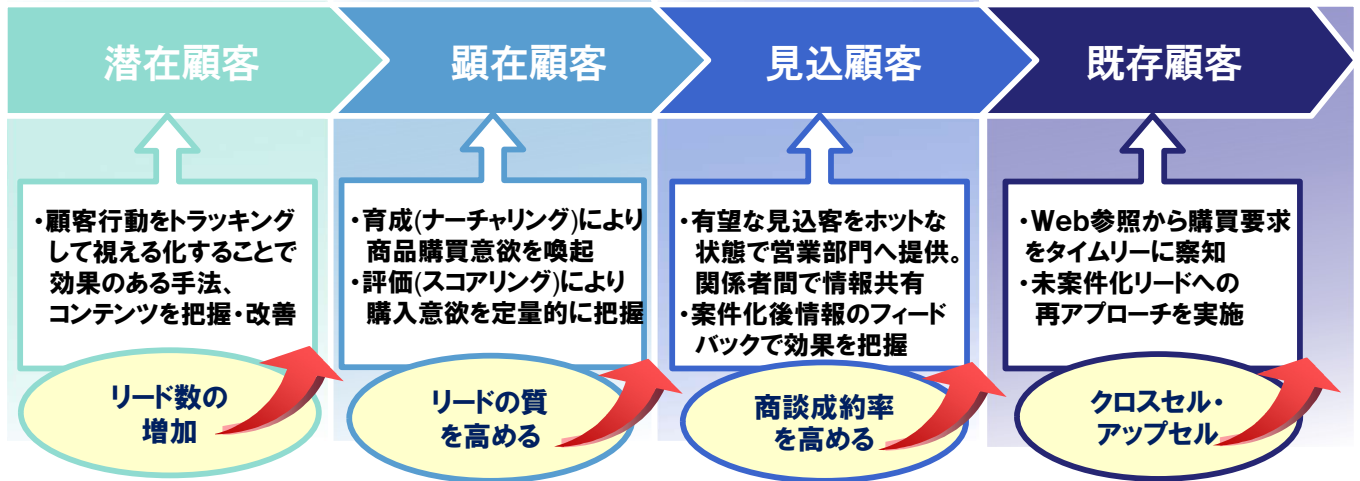 潜在顧客
顕在顧客
見込顧客
既存顧客
・顧客行動をトラッキング
して視える化することで
効果のある手法、
コンテンツを把握・改善
・育成(ナーチャリング)により
商品購買意欲を喚起
・評価(スコアリング)により
購入意欲を定量的に把握
・有望な見込客をホットな
状態で営業部門へ提供。
関係者間で情報共有
・案件化後情報のフィード
バックで効果を把握
・Web参照から購買要求
をタイムリーに察知
・未案件化リードへの
再アプローチを実施
リード数の
増加
リードの質
を高める
商談成約率
を高める
クロスセル・
アップセル